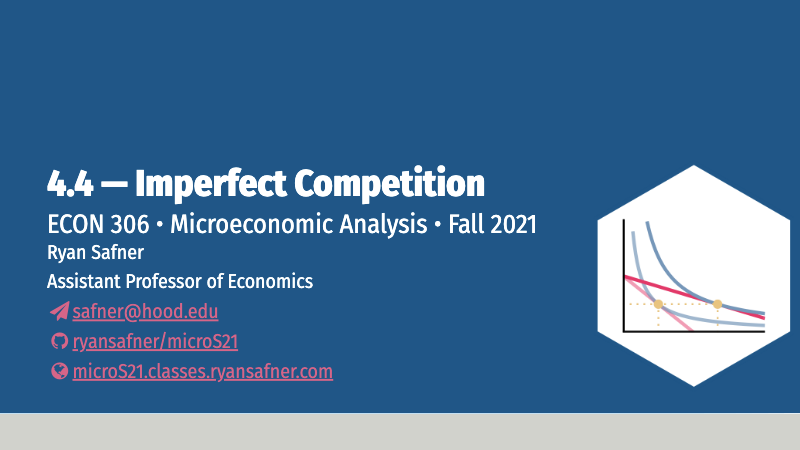 4.4 — Imperfect Competition
ECON 306 • Microeconomic Analysis • Fall 2021
Ryan Safner
Assistant Professor of Economics
safner@hood.edu
ryansafner/microS21
microS21.classes.ryansafner.com